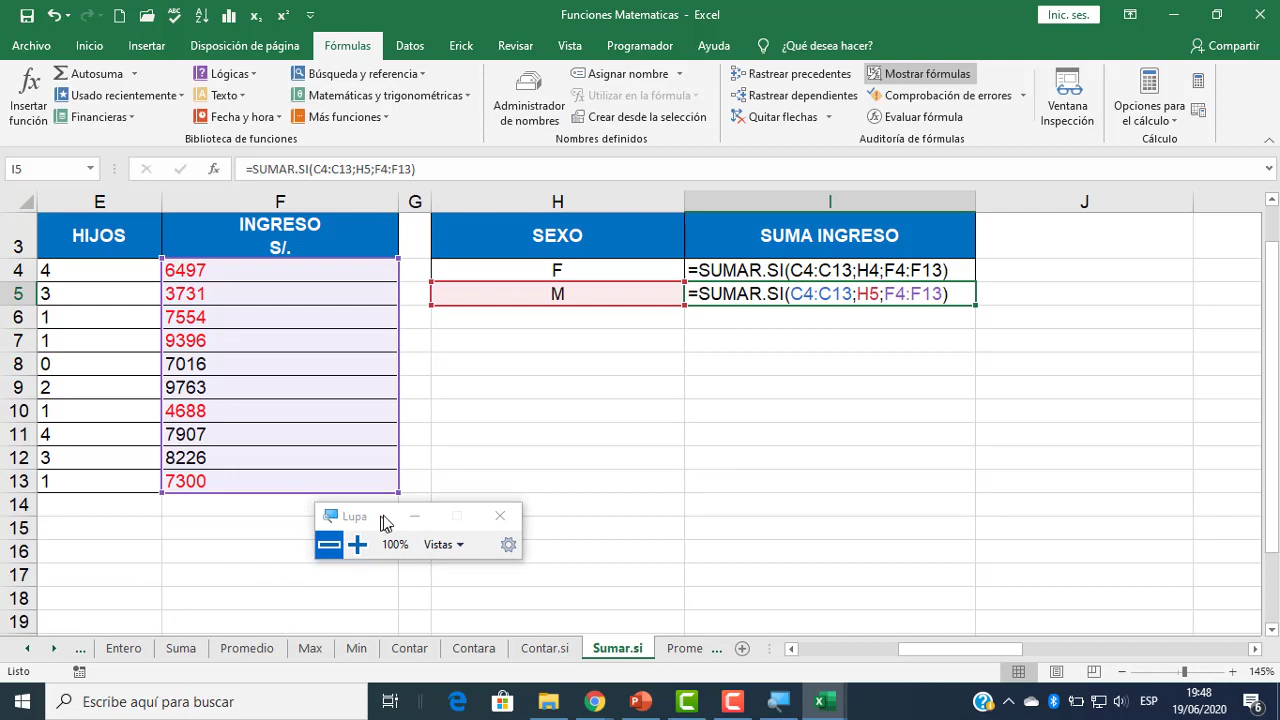 Funciones Matematicas - Excel
Inic. ses.
Archivo Inicio Insertar Disposición de página Fórmulas Datos Erick Revisar Vista Programador Ayuda ¿Qué desea hacer? Compartir
Insertar función
Autosuma
Usado recientemente
Financieras
Lógicas
Texto
Fecha y hora
Búsqueda y referencia
Matemáticas y trigonométricas
Más funciones
Biblioteca de funciones
Administrador de nombres
Asignar nombre
Utilizar en la fórmula
Crear desde la selección
Nombres definidos
Rastrear precedentes
Rastrear dependientes
Quitar flechas
Mostrar fórmulas
Comprobación de errores
Evaluar fórmula
Auditoría de fórmulas
Ventana Inspección
Opciones para el cálculo
Cálculo
I5 fx =SUMAR.SI(C4:C13;H5;F4:F13)
E F G H I J
3 HIJOS INGRESO S/. SEXO SUMA INGRESO
4 4 6497 F =SUMAR.SI(C4:C13;H4;F4:F13)
5 3 3731 M =SUMAR.SI(C4:C13;H5;F4:F13)
6 1 7554
7 1 9396
8 0 7016
9 2 9763
10 1 4688
11 4 7907
12 3 8226
13 1 7300
14
15
16
17
18
19
Lupa
100% Vistas
... Entero Suma Promedio Max Min Contar Contara Contar.si Sumar.si Prome ...
Listo 145%
Escribe aquí para buscar
ESP
19:48
19/06/2020
6